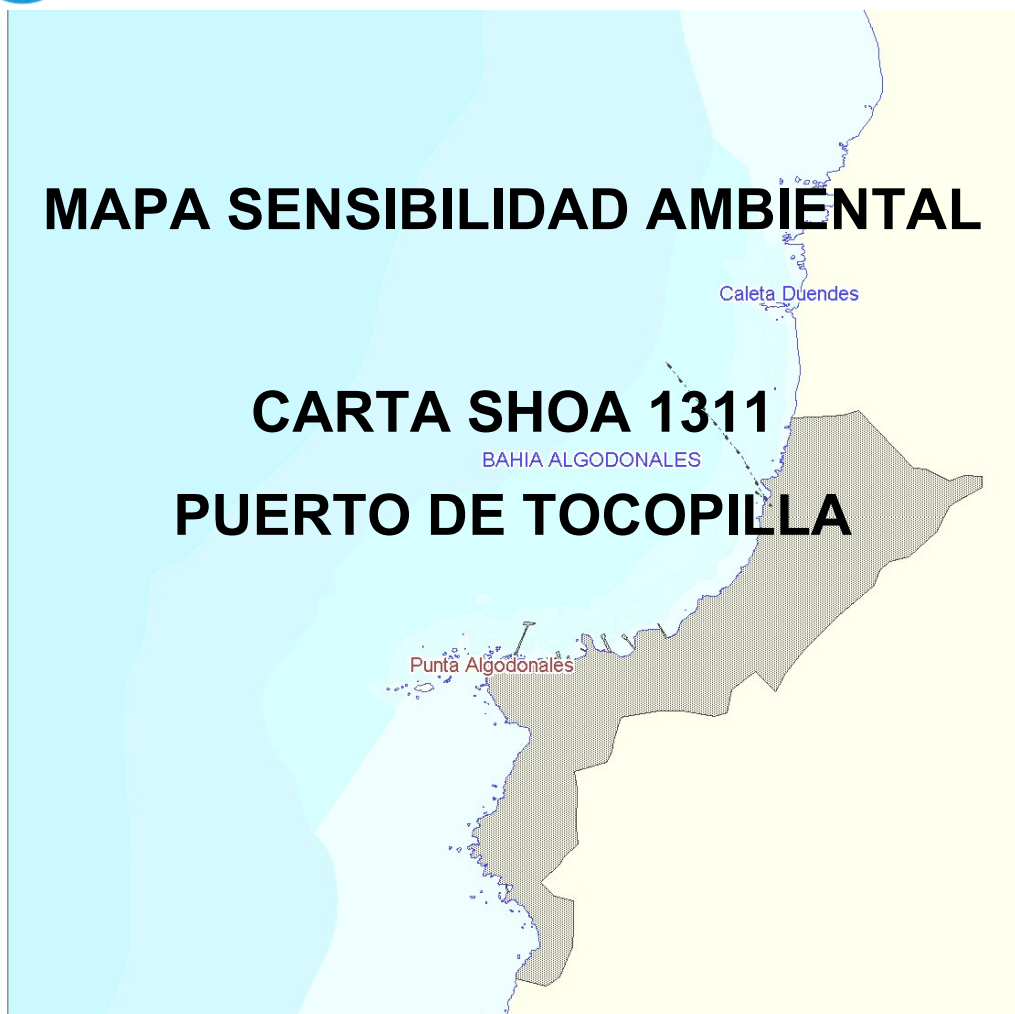 MAPA SENSIBILIDAD AMBIENTAL
Caleta Duendes
CARTA SHOA 1311
BAHIA ALGODONALES
PUERTO DE TOCOPILLA
Punta Algodonales